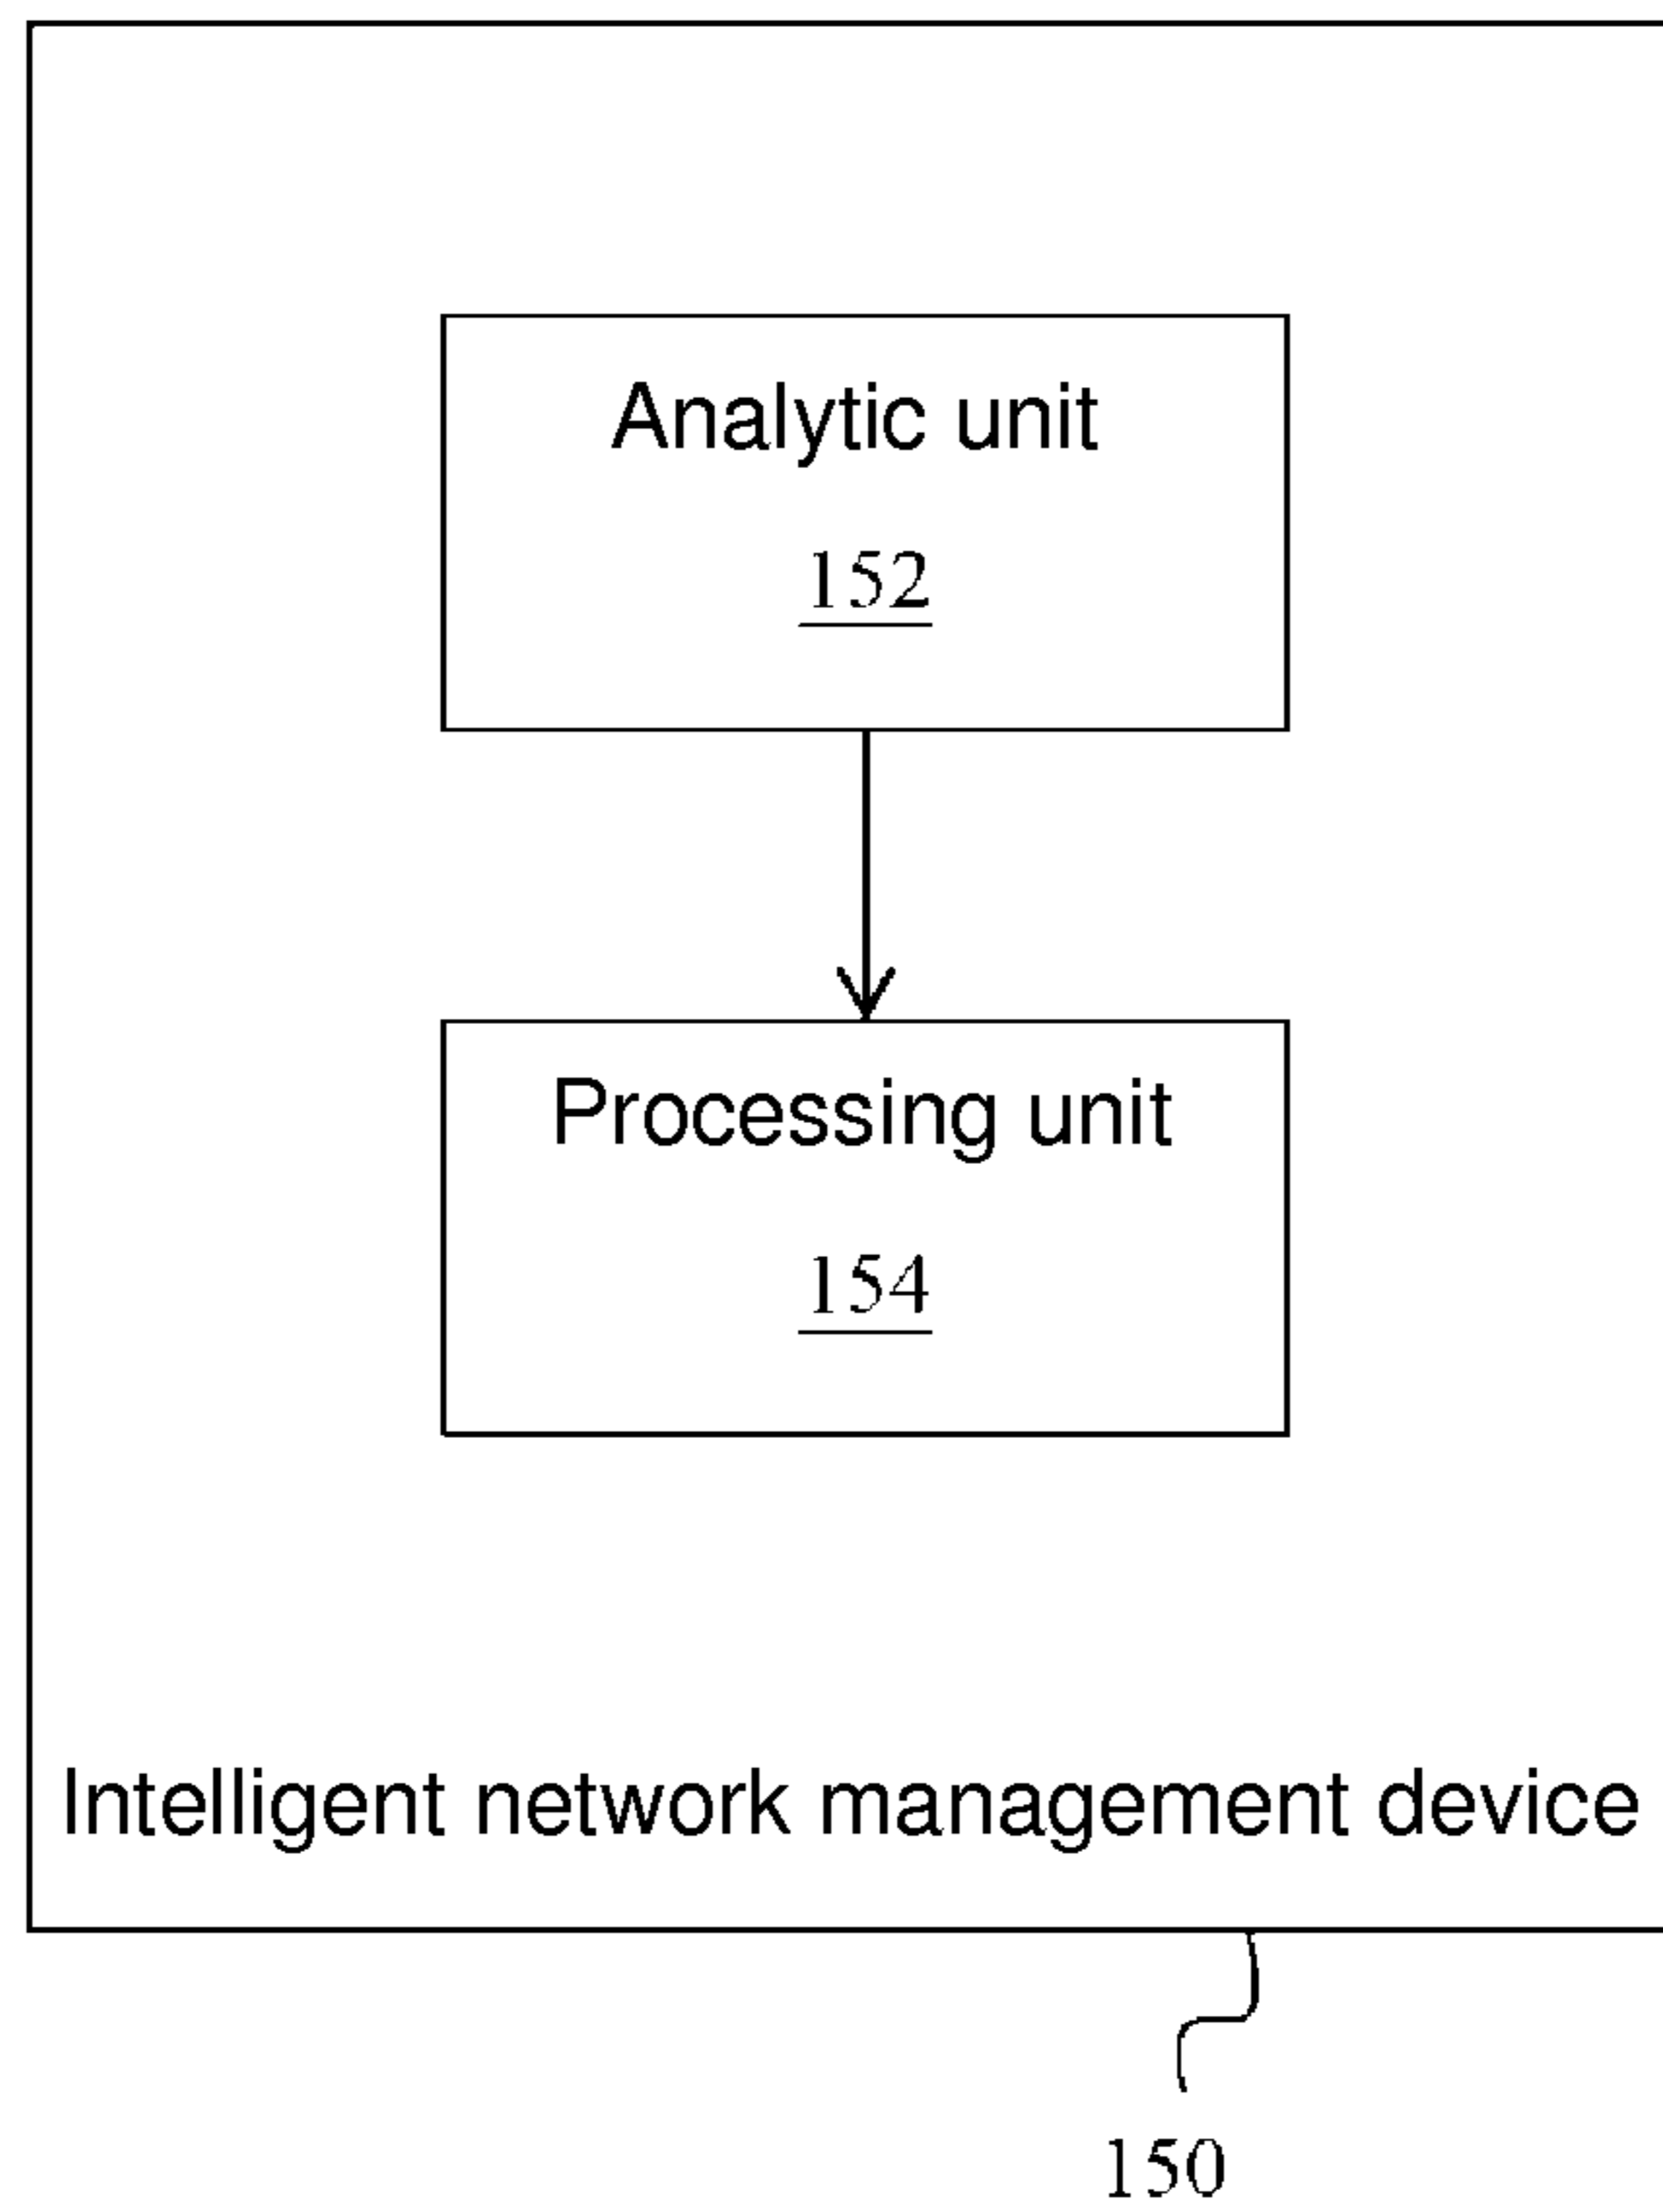 Analytic unit
152
Processing unit
154
Intelligent network management device
150